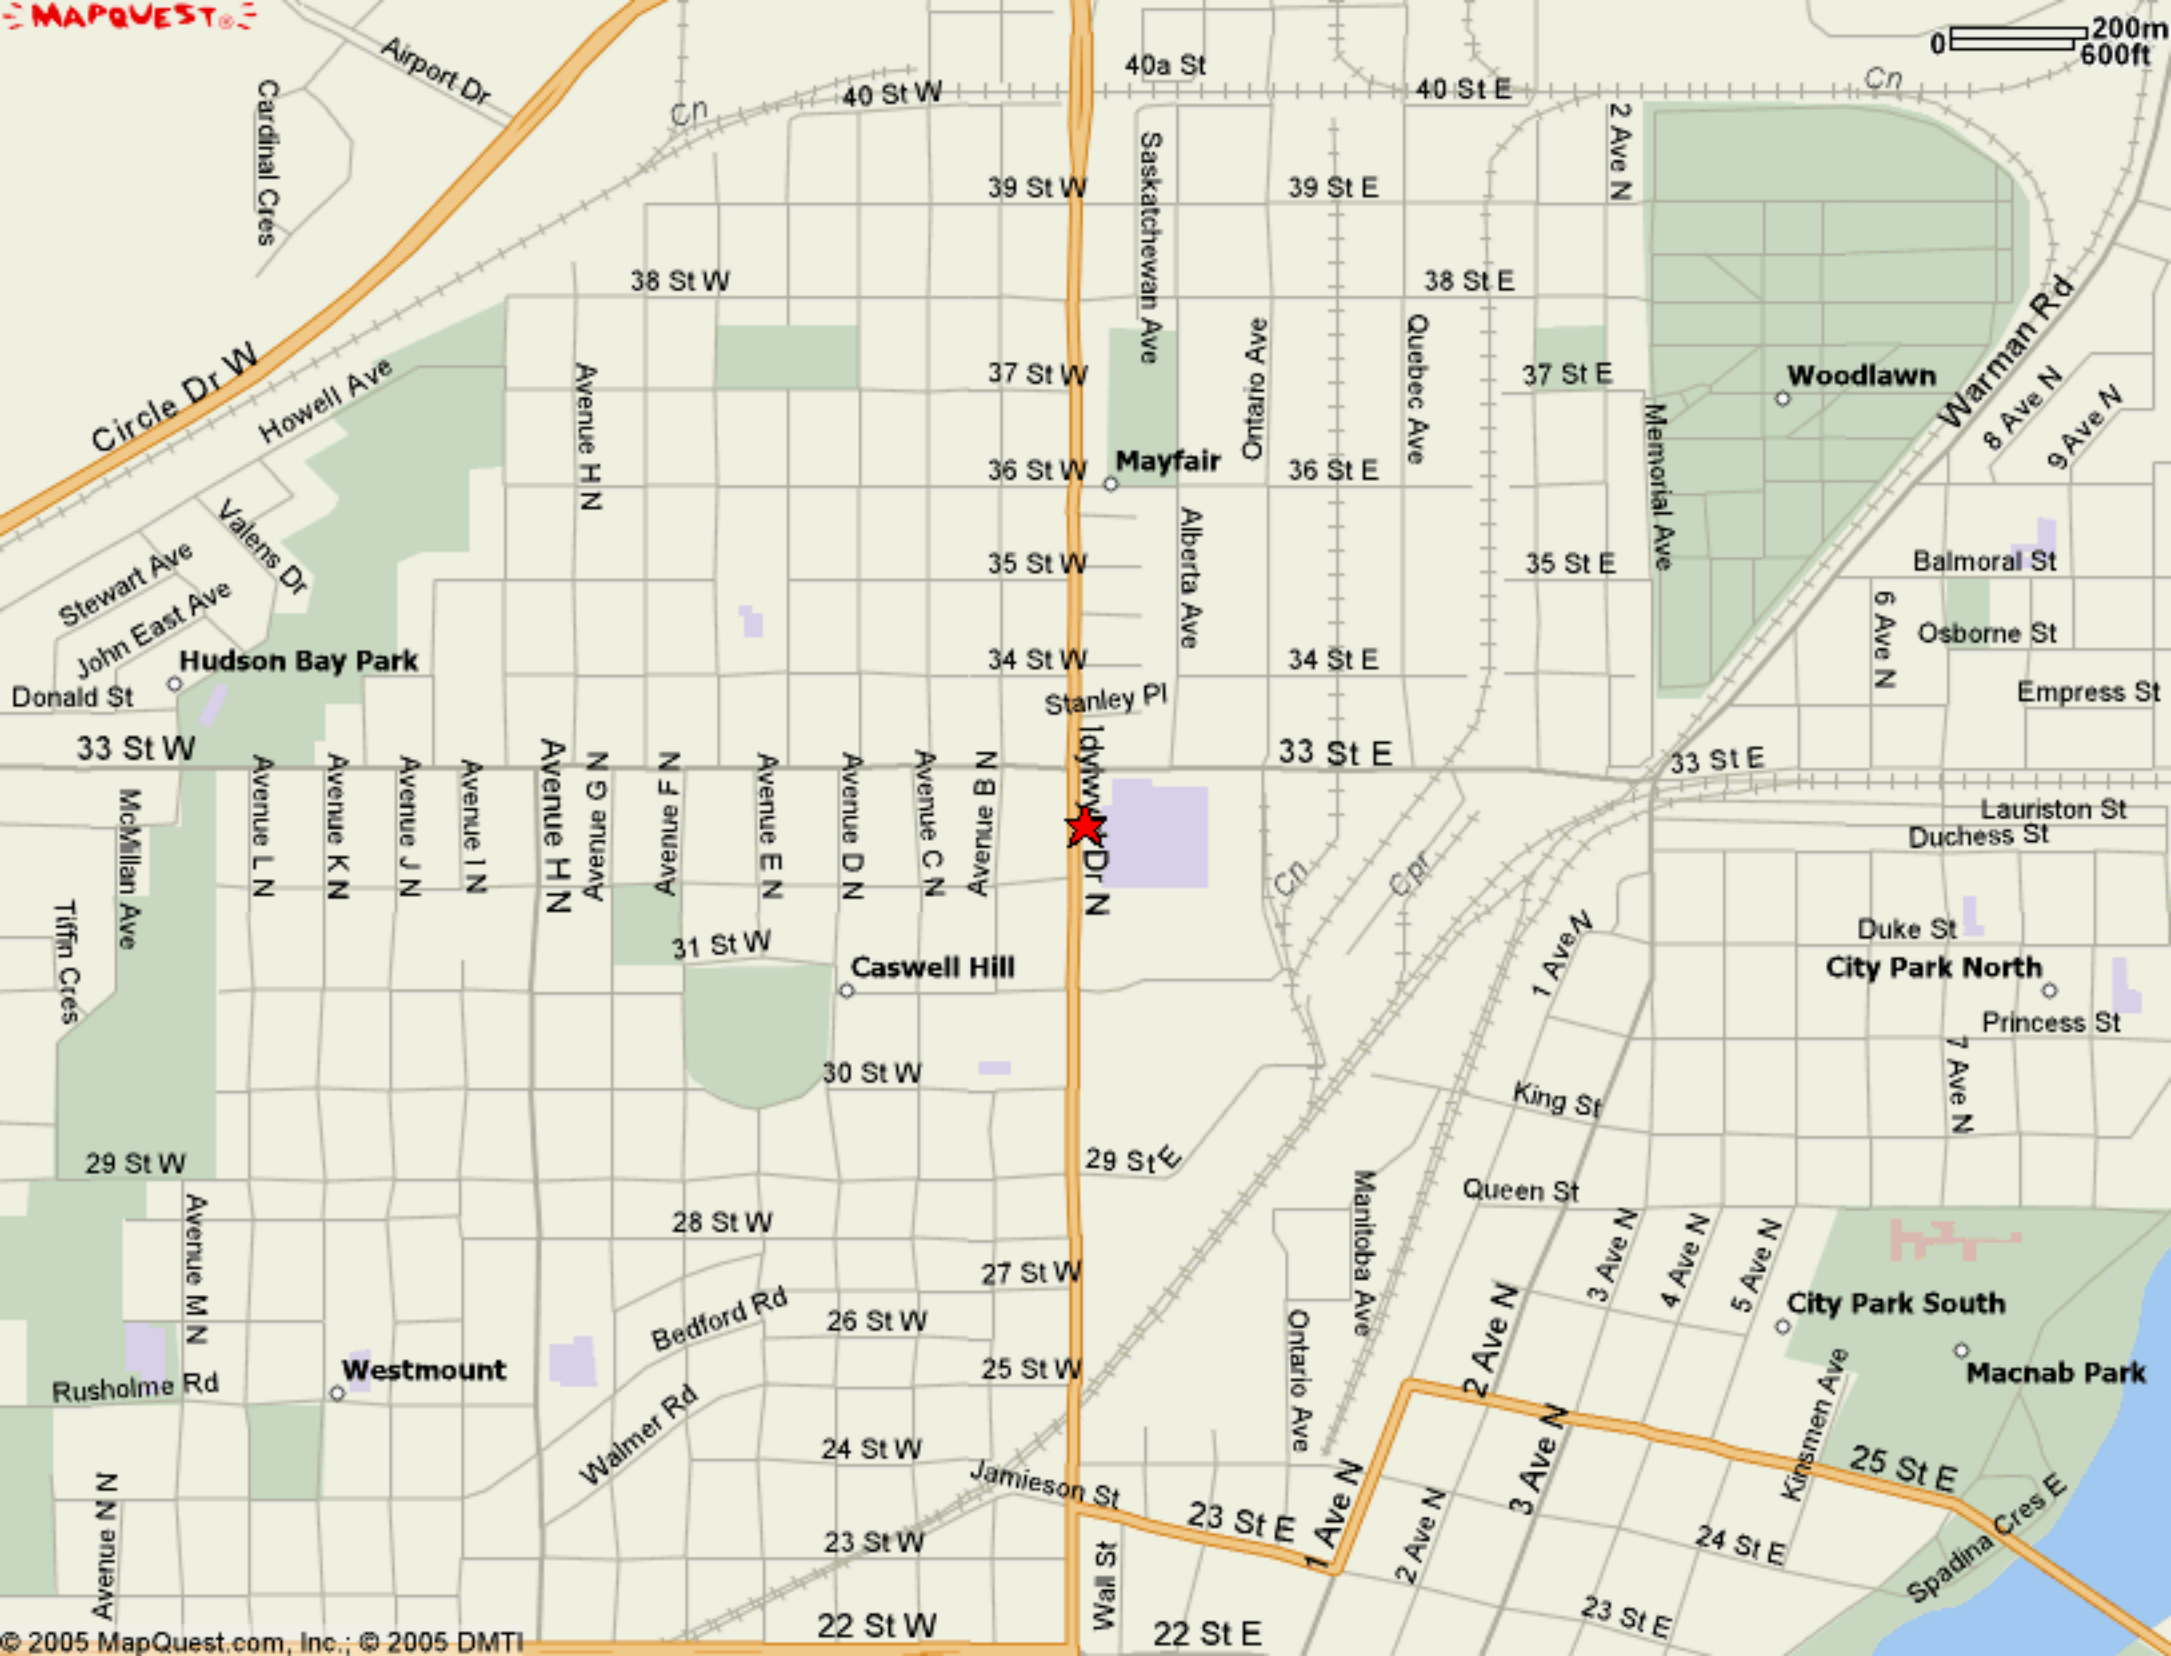 MAPQUEST®
0 200m
600ft
Airport Dr
Cardinal Cres
Cn
40 St W
40a St
40 St E
Cn
2 Ave N
Saskatchewan Ave
39 St W
39 St E
38 St W
38 St E
Circle Dr W
Howell Ave
Avenue H N
37 St W
Ontario Ave
Quebec Ave
37 St E
Woodlawn
Warman Rd
8 Ave N
9 Ave N
Memorial Ave
36 St W
Mayfair
36 St E
Valens Dr
Stewart Ave
John East Ave
35 St W
Alberta Ave
35 St E
Balmoral St
6 Ave N
Osborne St
Hudson Bay Park
Donald St
34 St W
34 St E
Stanley Pl
Empress St
33 St W
33 St E
33 St E
Avenue L N
Avenue K N
Avenue J N
Avenue I N
Avenue H N
Avenue G N
Avenue F N
Avenue E N
Avenue D N
Avenue C N
Avenue B N
Dr N
McMillan Ave
Tiffin Cres
Lauriston St
Duchess St
Cn
Cpr
1 Ave N
Duke St
31 St W
Caswell Hill
City Park North
Princess St
30 St W
King St
7 Ave N
29 St W
29 St E
Manitoba Ave
Queen St
Avenue M N
28 St W
3 Ave N
4 Ave N
5 Ave N
27 St W
Bedford Rd
26 St W
2 Ave N
City Park South
Ontario Ave
25 St W
Westmount
Rusholme Rd
Macnab Park
Kinsmen Ave
Walmer Rd
24 St W
Jamieson St
3 Ave N
25 St E
1 Ave N
23 St E
2 Ave N
24 St E
Spadina Cres E
Avenue N N
23 St W
Wall St
23 St E
22 St W
22 St E
© 2005 MapQuest.com, Inc.; © 2005 DMTI